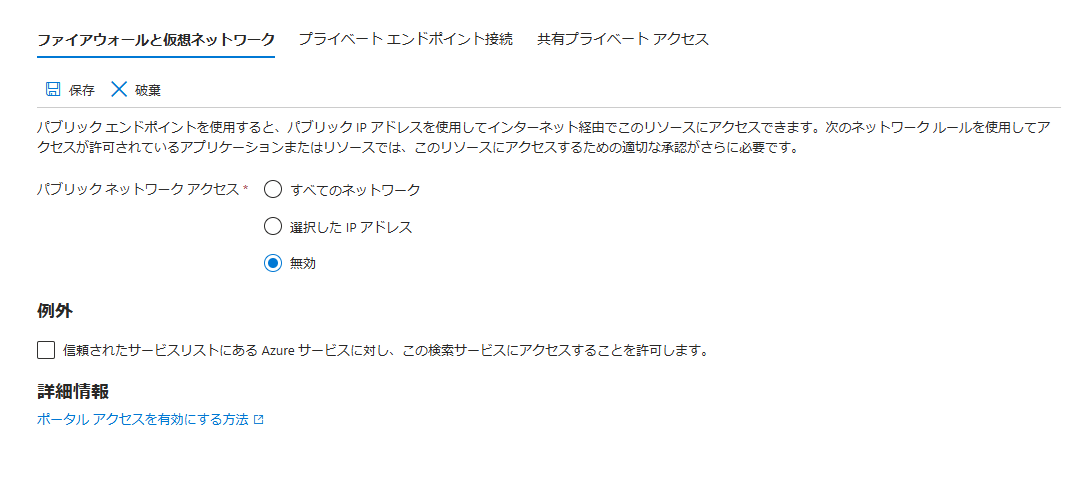 ファイアウォールと仮想ネットワーク プライベート エンドポイント接続 共有プライベート アクセス
保存 破棄
パブリック エンドポイントを使用すると、パブリック IP アドレスを使用してインターネット経由でこのリソースにアクセスできます。次のネットワーク ルールを使用してア
クセスが許可されているアプリケーションまたはリソースでは、このリソースにアクセスするための適切な承認がさらに必要です。
パブリック ネットワーク アクセス * すべてのネットワーク
選択した IP アドレス
無効
例外
信頼されたサービスリストにある Azure サービスに対し、この検索サービスにアクセスすることを許可します。
詳細情報
ポータル アクセスを有効にする方法